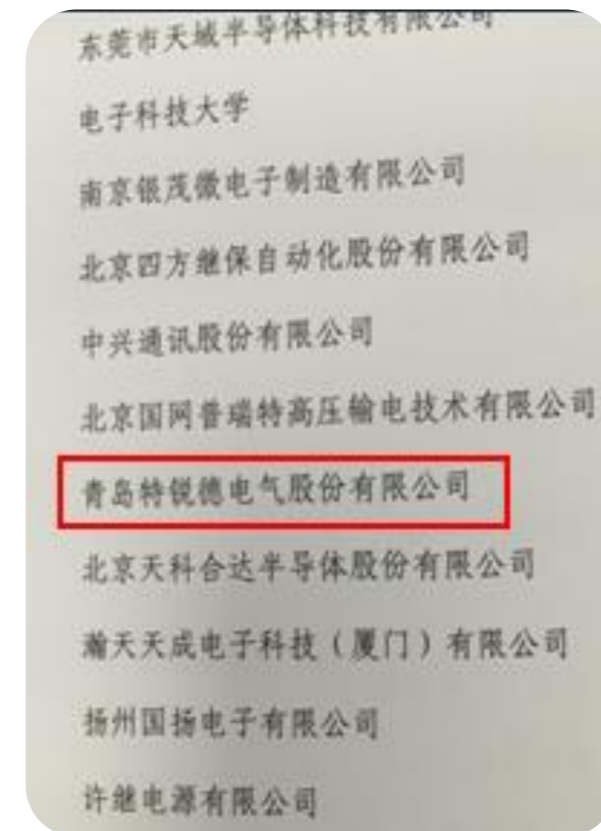 东莞市天域半导体科技有限公司
电子科技大学
南京银茂微电子制造有限公司
北京四方继保自动化股份有限公司
中兴通讯股份有限公司
北京国网普瑞特高压输电技术有限公司
青岛特锐德电气股份有限公司
北京天科合达半导体股份有限公司
瀚天天成电子科技（厦门）有限公司
扬州国扬电子有限公司
许继电源有限公司